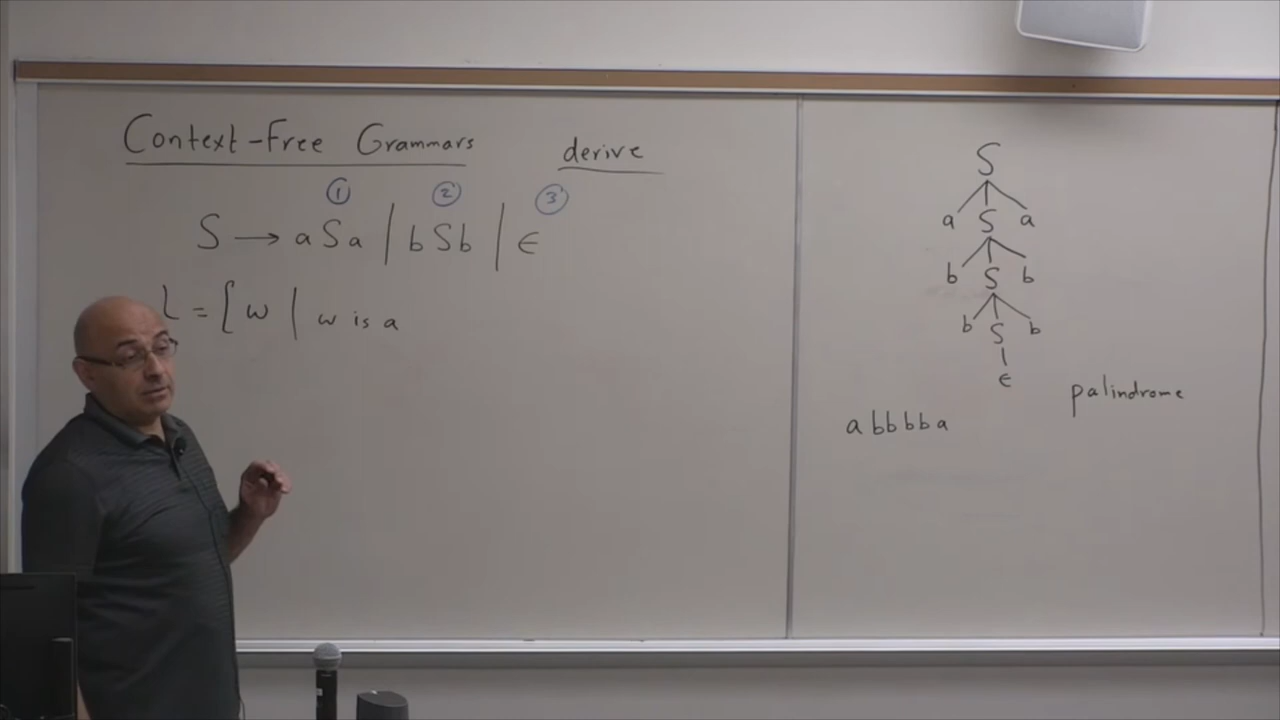 Context-Free Grammars
derive
① ② ③
S → aSa | bSb | ϵ
L = { w | w is a
S
a S a
b S b
b S b
S
ϵ
palindrome
abbbba